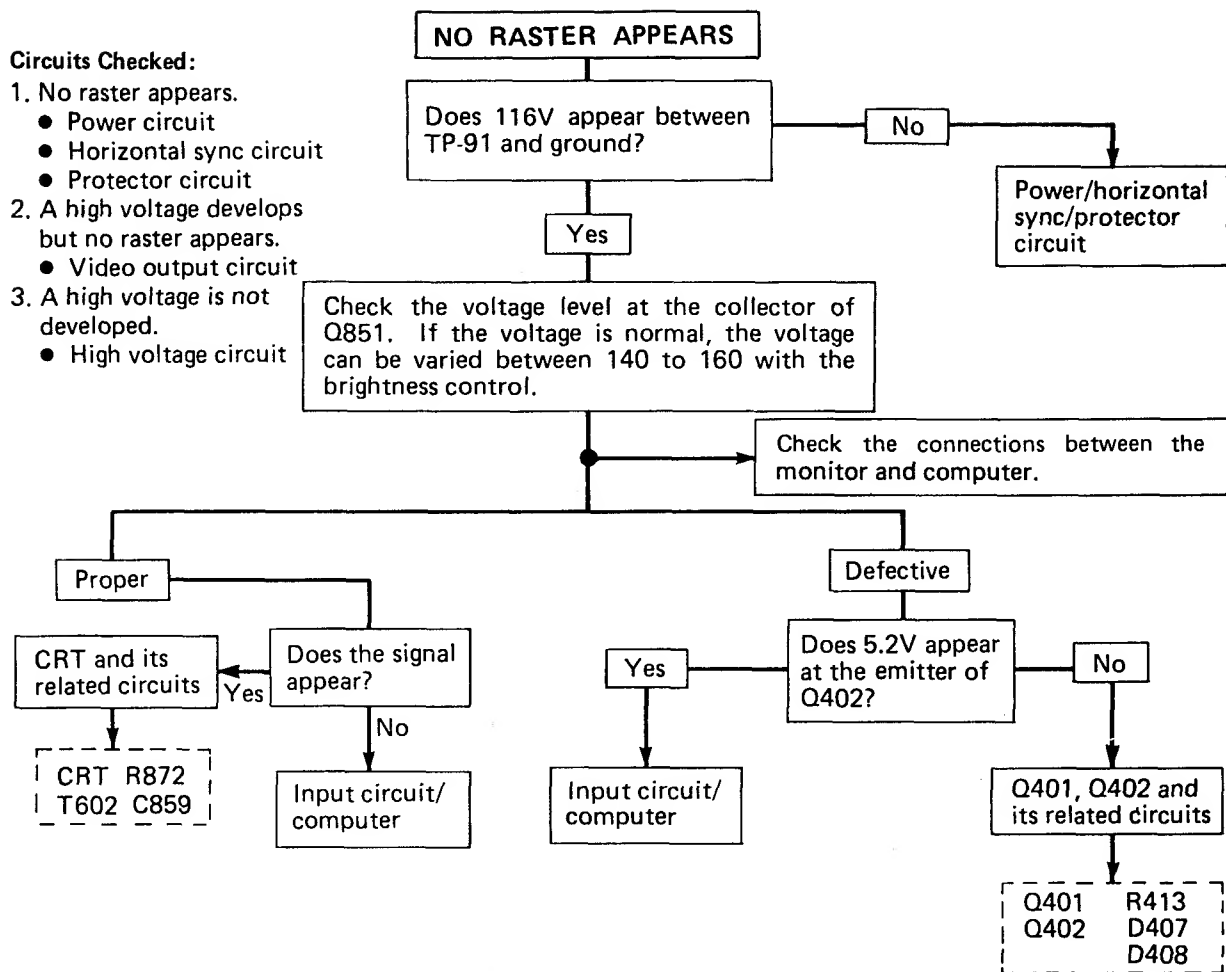 NO RASTER APPEARS
Circuits Checked:
1. No raster appears.
● Power circuit
● Horizontal sync circuit
● Protector circuit
2. A high voltage develops
but no raster appears.
● Video output circuit
3. A high voltage is not
developed.
● High voltage circuit
Does 116V appear between
TP-91 and ground?
No
Power/horizontal
sync/protector
circuit
Yes
Check the voltage level at the collector of
Q851. If the voltage is normal, the voltage
can be varied between 140 to 160 with the
brightness control.
Check the connections between the
monitor and computer.
Proper
Defective
CRT and its
related circuits
Yes
Does the signal
appear?
No
CRT R872
T602 C859
Input circuit/
computer
Yes
Does 5.2V appear
at the emitter of
Q402?
No
Input circuit/
computer
Q401, Q402 and
its related circuits
Q401 R413
Q402 D407
D408